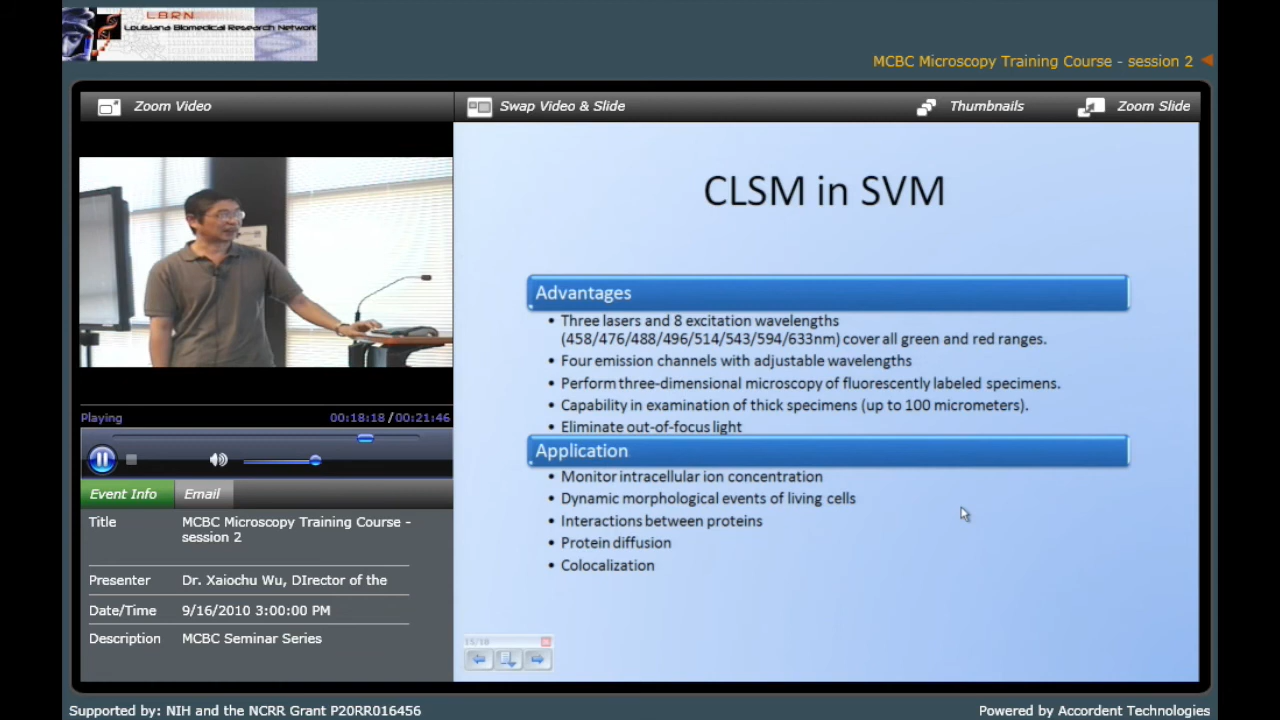 LBRN
Louisiana Biomedical Research Network
MCBC Microscopy Training Course - session 2
Zoom Video
Swap Video & Slide
Thumbnails
Zoom Slide
CLSM in SVM
Advantages
• Three lasers and 8 excitation wavelengths
(458/476/488/496/514/543/594/633nm) cover all green and red ranges.
• Four emission channels with adjustable wavelengths
• Perform three-dimensional microscopy of fluorescently labeled specimens.
• Capability in examination of thick specimens (up to 100 micrometers).
• Eliminate out-of-focus light
Application
• Monitor intracellular ion concentration
• Dynamic morphological events of living cells
• Interactions between proteins
• Protein diffusion
• Colocalization
15/18
Playing
00:18:18 / 00:21:46
Event Info
Email
Title
MCBC Microscopy Training Course -
session 2
Presenter
Dr. Xaiochu Wu, DIrector of the
Date/Time
9/16/2010 3:00:00 PM
Description
MCBC Seminar Series
Supported by: NIH and the NCRR Grant P20RR016456
Powered by Accordent Technologies